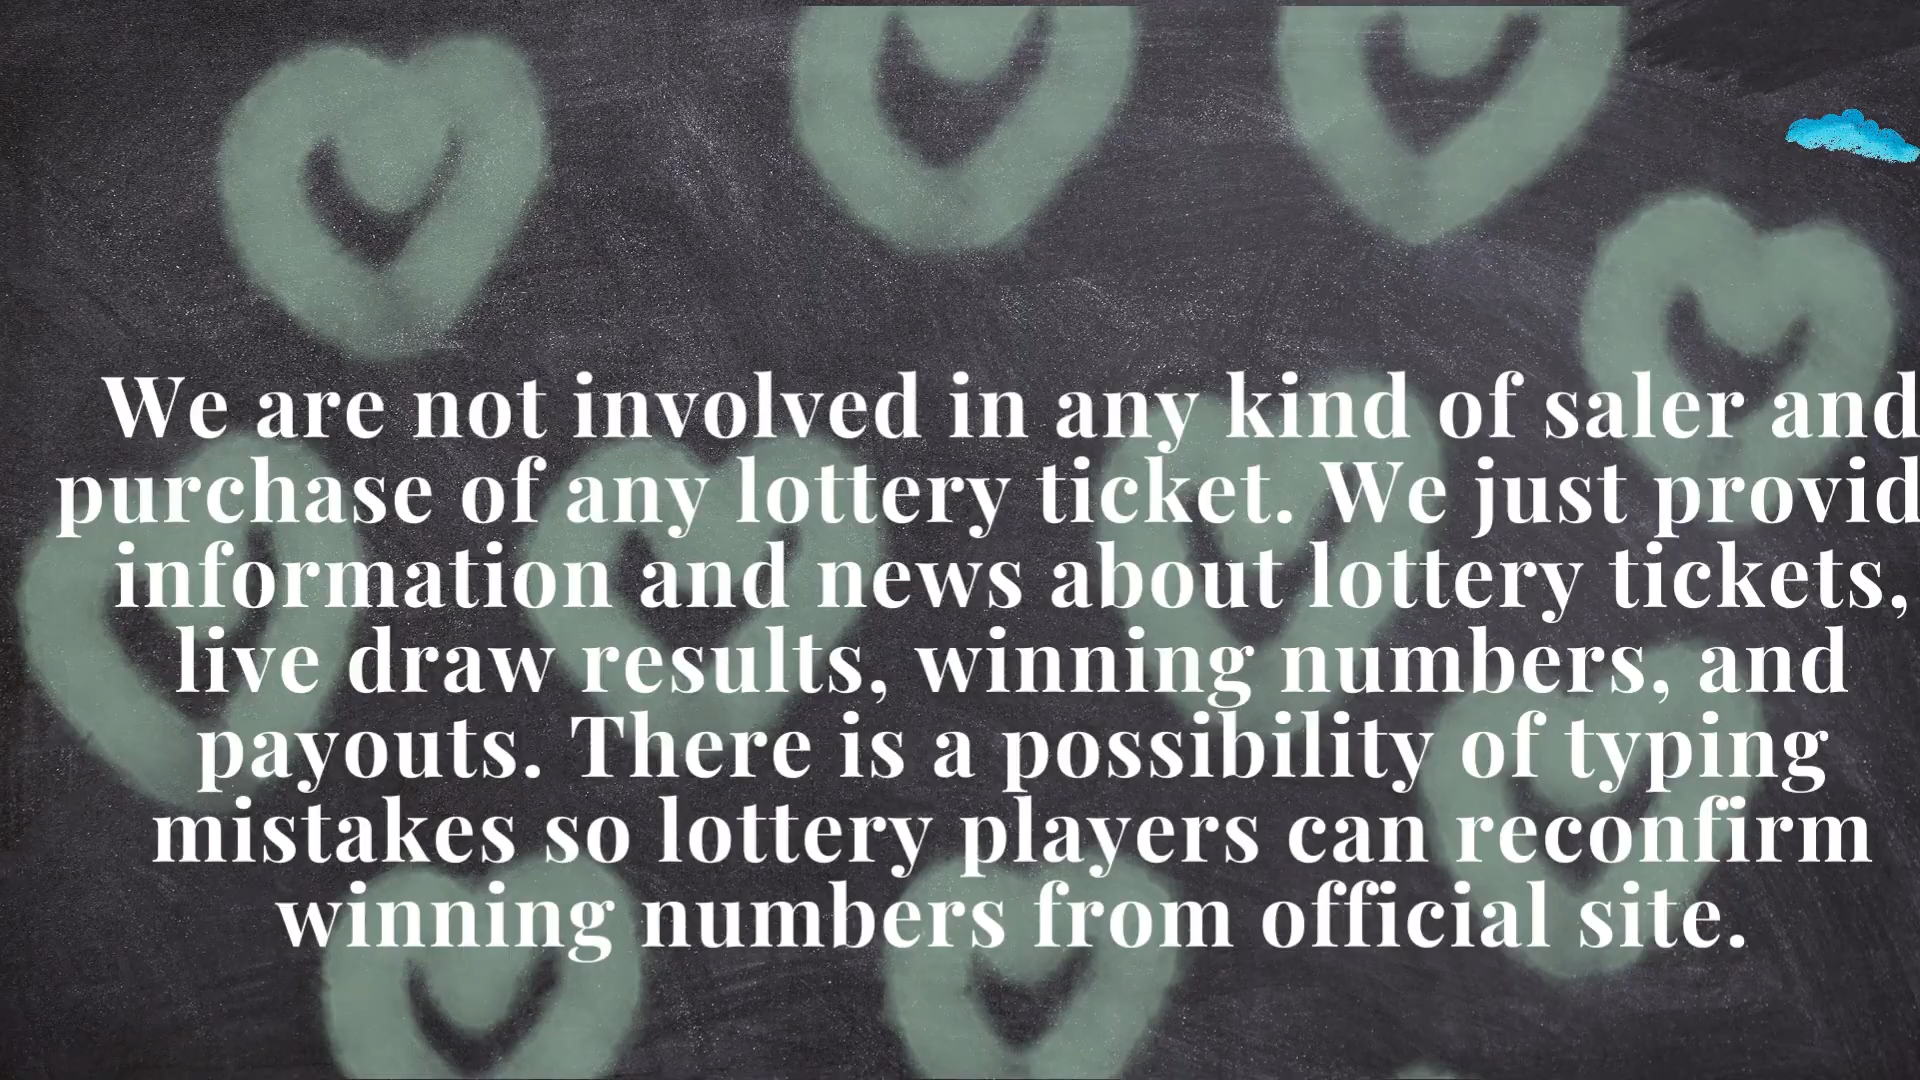 We are not involved in any kind of saler and
purchase of any lottery ticket. We just provid
information and news about lottery tickets,
live draw results, winning numbers, and
payouts. There is a possibility of typing
mistakes so lottery players can reconfirm
winning numbers from official site.